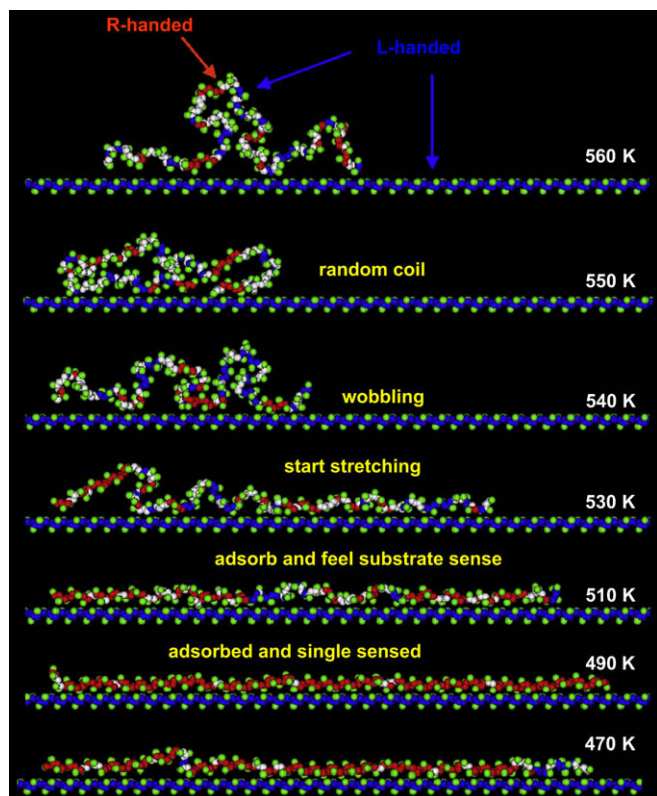 R-handed
L-handed
560 K
random coil
550 K
wobbling
540 K
start stretching
530 K
adsorb and feel substrate sense
510 K
adsorbed and single sensed
490 K
470 K